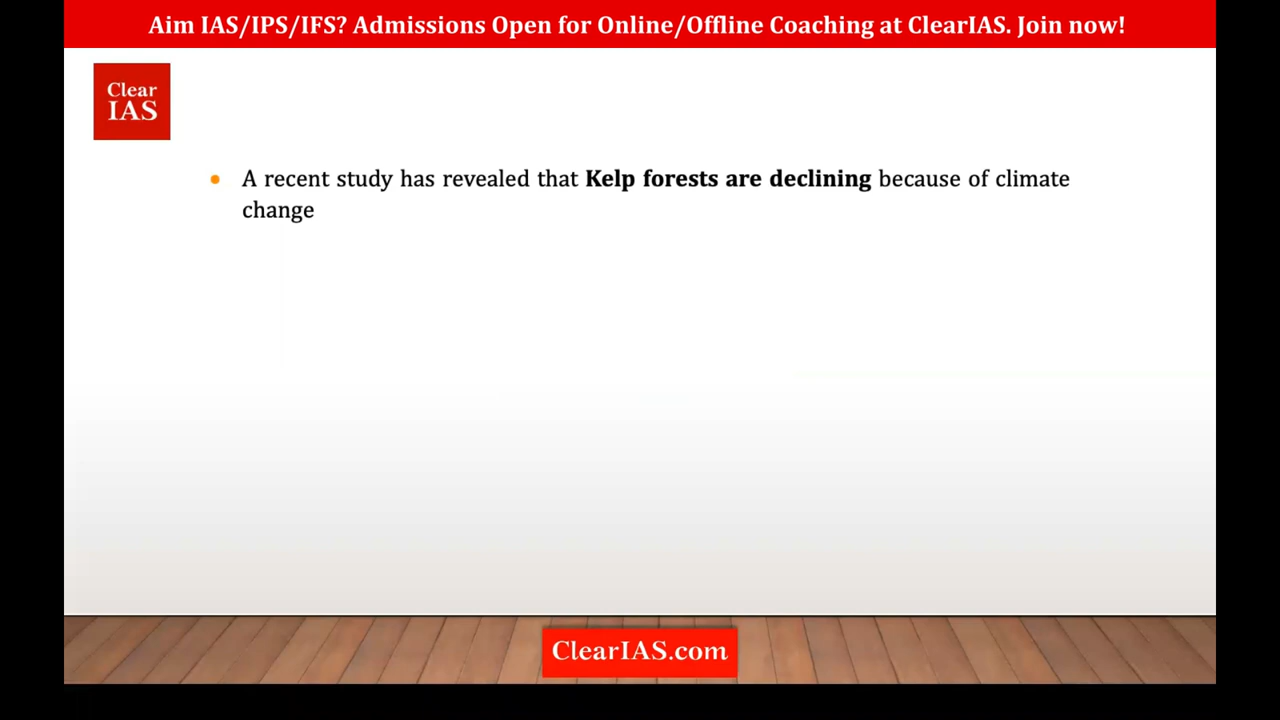 Aim IAS/IPS/IFS? Admissions Open for Online/Offline Coaching at ClearIAS. Join now!
Clear
IAS
• A recent study has revealed that Kelp forests are declining because of climate
change
ClearIAS.com